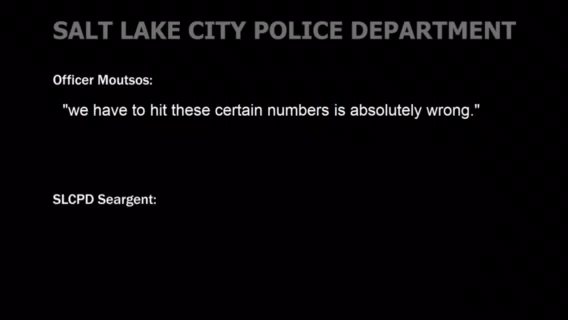 SALT LAKE CITY POLICE DEPARTMENT
Officer Moutsos:
"we have to hit these certain numbers is absolutely wrong."
SLCPD Seargent: